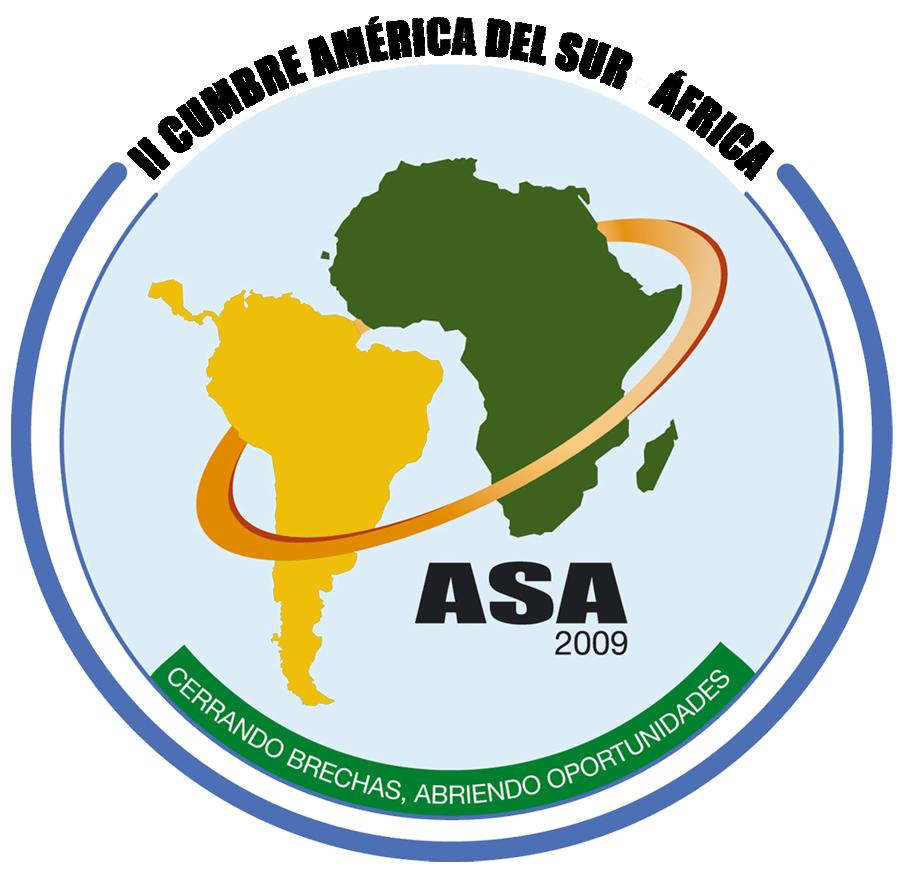 II CUMBRE AMÉRICA DEL SUR - ÁFRICA
ASA
2009
CERRANDO BRECHAS, ABRIENDO OPORTUNIDADES